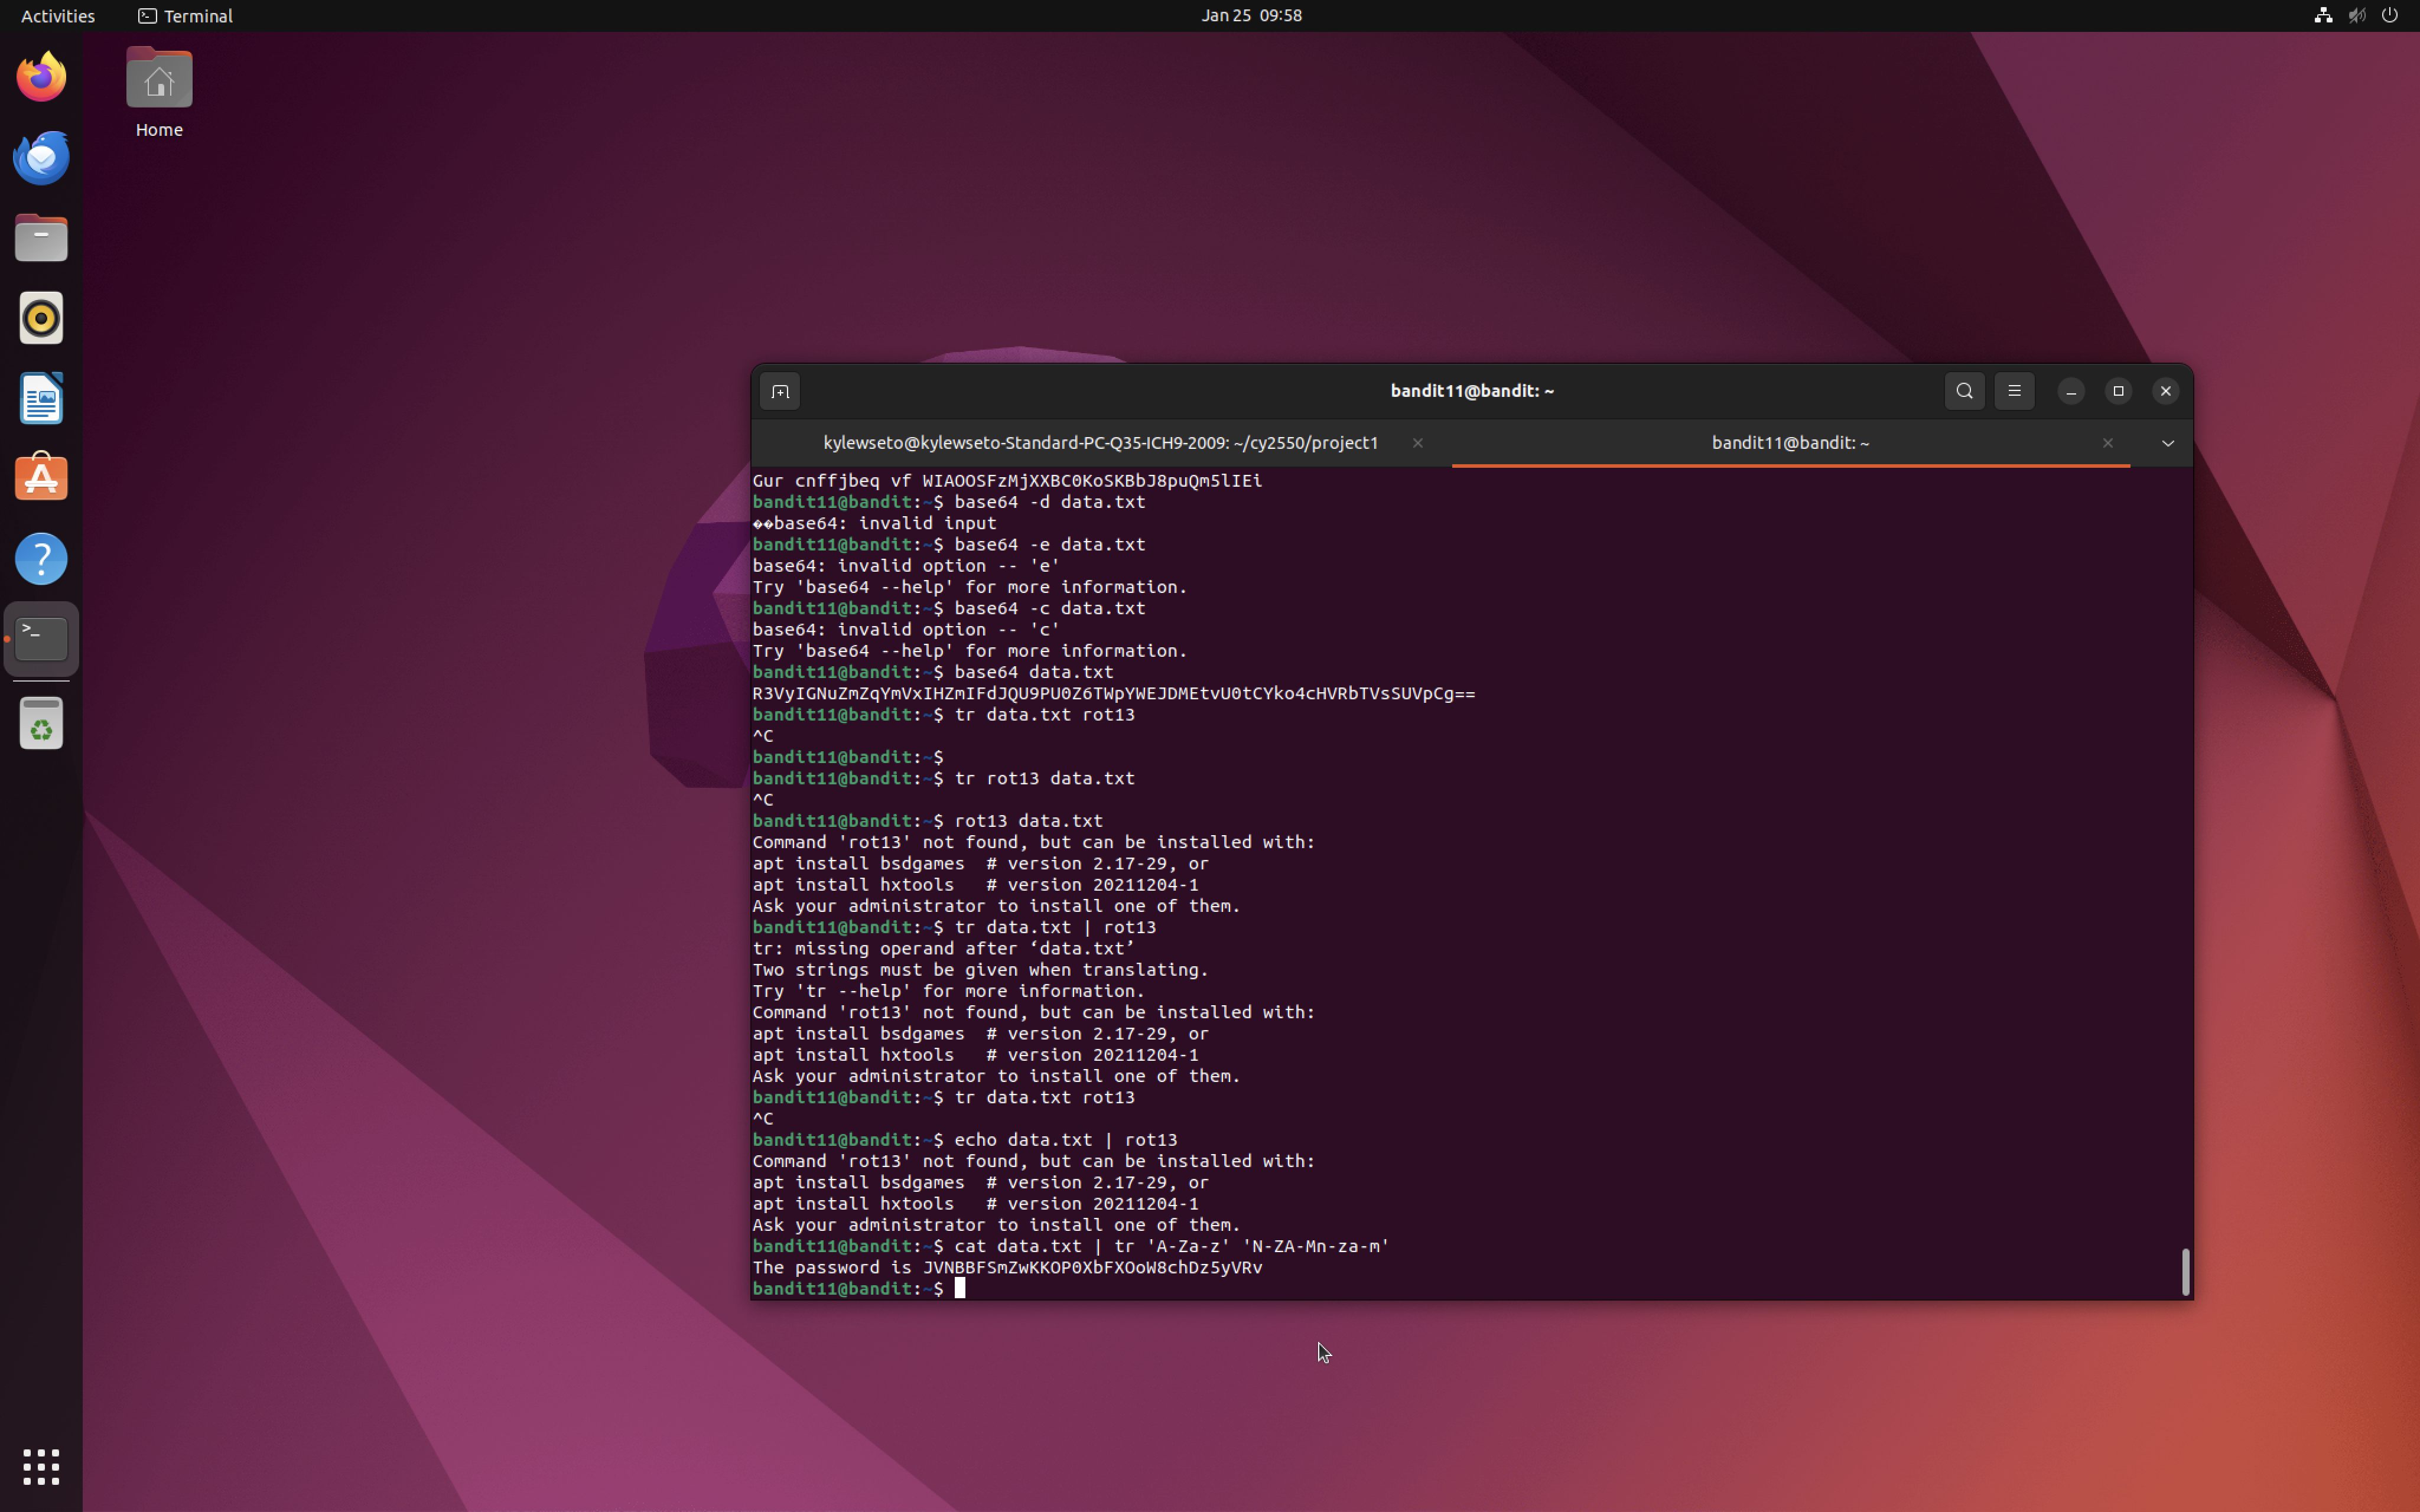 Activities
Terminal
Jan 25 09:58
Home
bandit11@bandit: ~
kylewseto@kylewseto-Standard-PC-Q35-ICH9-2009: ~/cy2550/project1
bandit11@bandit: ~
Gur cnffjbeq vf WIAOOSFzMjXXBC0KoSKBbJ8puQm5lIEi
bandit11@bandit:~$ base64 -d data.txt
��base64: invalid input
bandit11@bandit:~$ base64 -e data.txt
base64: invalid option -- 'e'
Try 'base64 --help' for more information.
bandit11@bandit:~$ base64 -c data.txt
base64: invalid option -- 'c'
Try 'base64 --help' for more information.
bandit11@bandit:~$ base64 data.txt
R3VyIGNuZmZqYmVxIHZmIFdJQU9PU0Z6TWpYWEJDMEtvU0tCYko4cHVRbTVsSUVpCg==
bandit11@bandit:~$ tr data.txt rot13
^C
bandit11@bandit:~$
bandit11@bandit:~$ tr rot13 data.txt
^C
bandit11@bandit:~$ rot13 data.txt
Command 'rot13' not found, but can be installed with:
apt install bsdgames  # version 2.17-29, or
apt install hxtools   # version 20211204-1
Ask your administrator to install one of them.
bandit11@bandit:~$ tr data.txt | rot13
tr: missing operand after ‘data.txt’
Two strings must be given when translating.
Try 'tr --help' for more information.
Command 'rot13' not found, but can be installed with:
apt install bsdgames  # version 2.17-29, or
apt install hxtools   # version 20211204-1
Ask your administrator to install one of them.
bandit11@bandit:~$ tr data.txt rot13
^C
bandit11@bandit:~$ echo data.txt | rot13
Command 'rot13' not found, but can be installed with:
apt install bsdgames  # version 2.17-29, or
apt install hxtools   # version 20211204-1
Ask your administrator to install one of them.
bandit11@bandit:~$ cat data.txt | tr 'A-Za-z' 'N-ZA-Mn-za-m'
The password is JVNBBFSmZwKKOP0XbFXOoW8chDz5yVRv
bandit11@bandit:~$